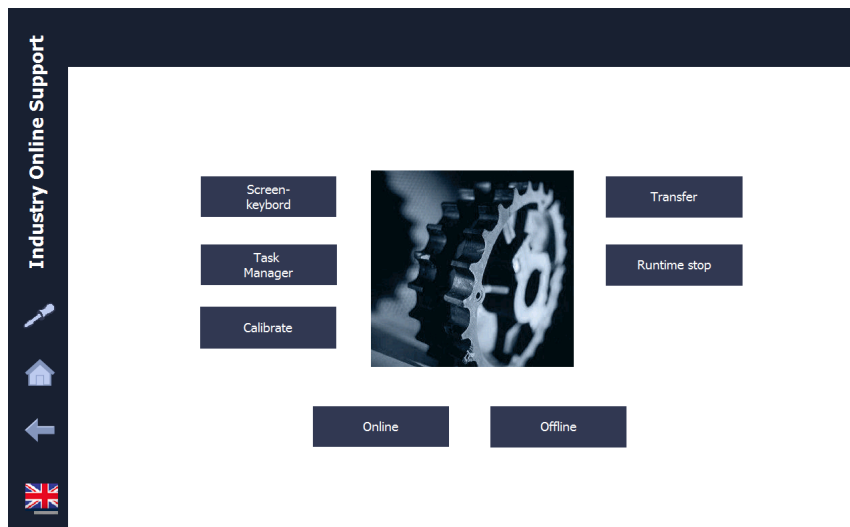 Industry Online Support
Screen-
keybord
Task
Manager
Calibrate
Transfer
Runtime stop
Online
Offline